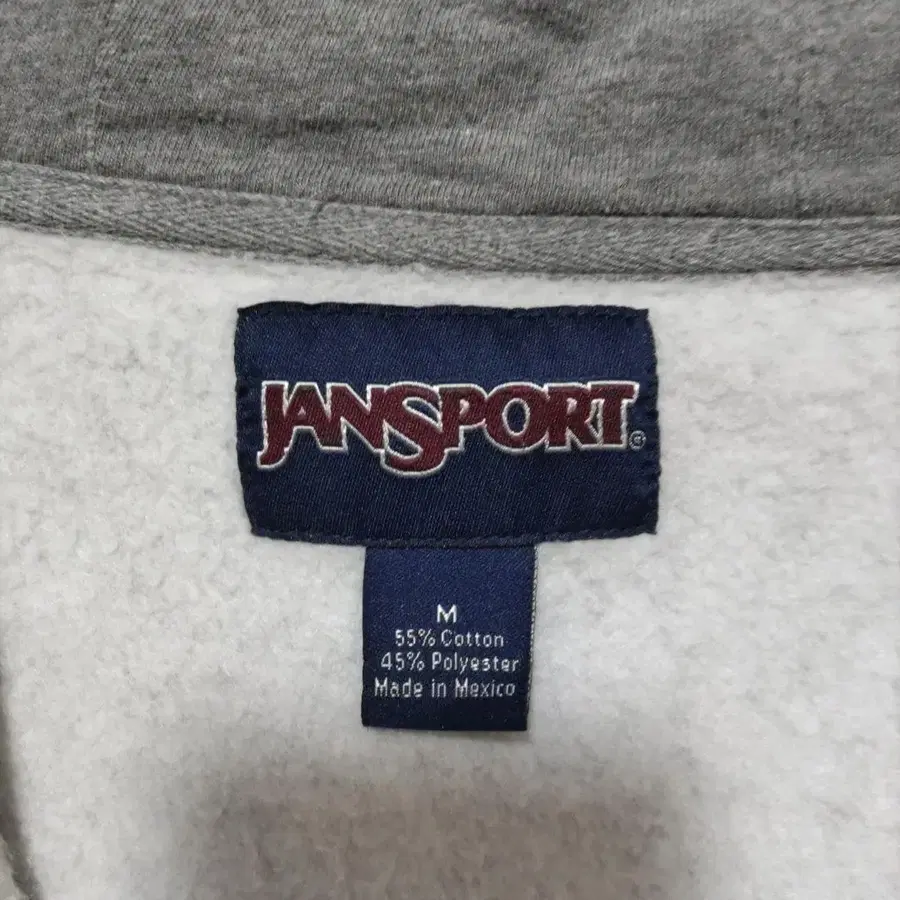 JANSPORT®
M
55% Cotton
45% Polyester
Made in Mexico